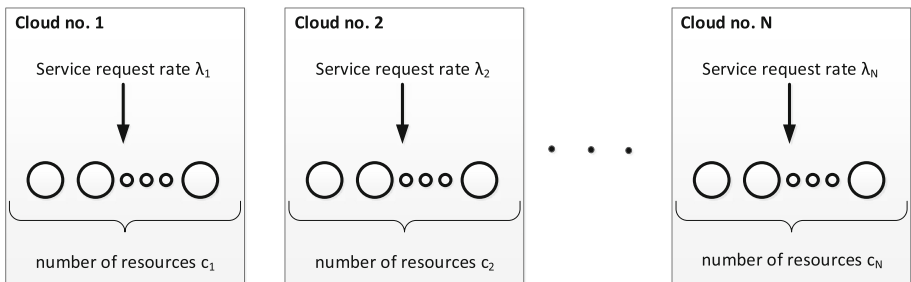 Cloud no. 1
Service request rate λ₁
number of resources c₁
Cloud no. 2
Service request rate λ₂
number of resources c₂
Cloud no. N
Service request rate λN
number of resources cN